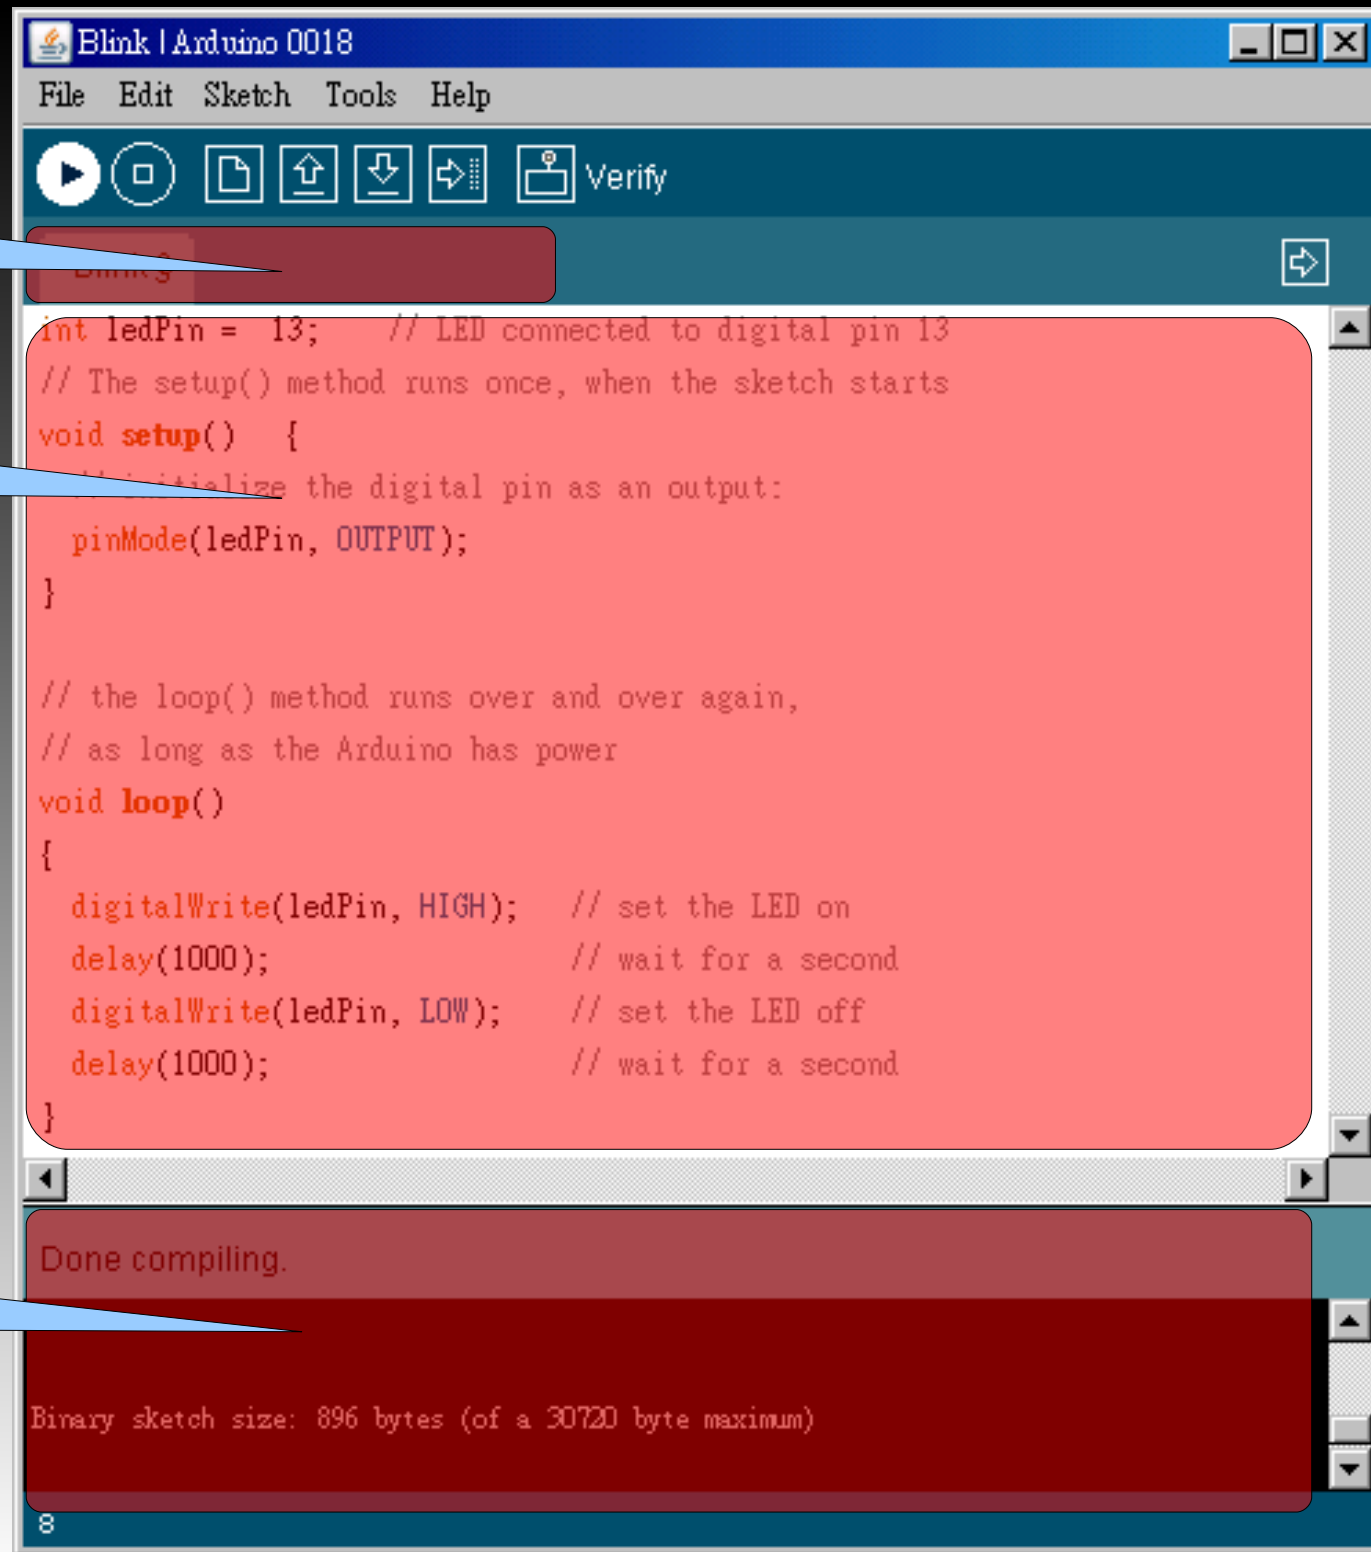 Blink | Arduino 0018
File Edit Sketch Tools Help
Verify
int ledPin =  13;    // LED connected to digital pin 13
// The setup() method runs once, when the sketch starts
void setup()   {
  // initialize the digital pin as an output:
  pinMode(ledPin, OUTPUT);
}
// the loop() method runs over and over again,
// as long as the Arduino has power
void loop()
{
  digitalWrite(ledPin, HIGH);   // set the LED on
  delay(1000);                  // wait for a second
  digitalWrite(ledPin, LOW);    // set the LED off
  delay(1000);                  // wait for a second
}
Done compiling.
Binary sketch size: 896 bytes (of a 30720 byte maximum)
8